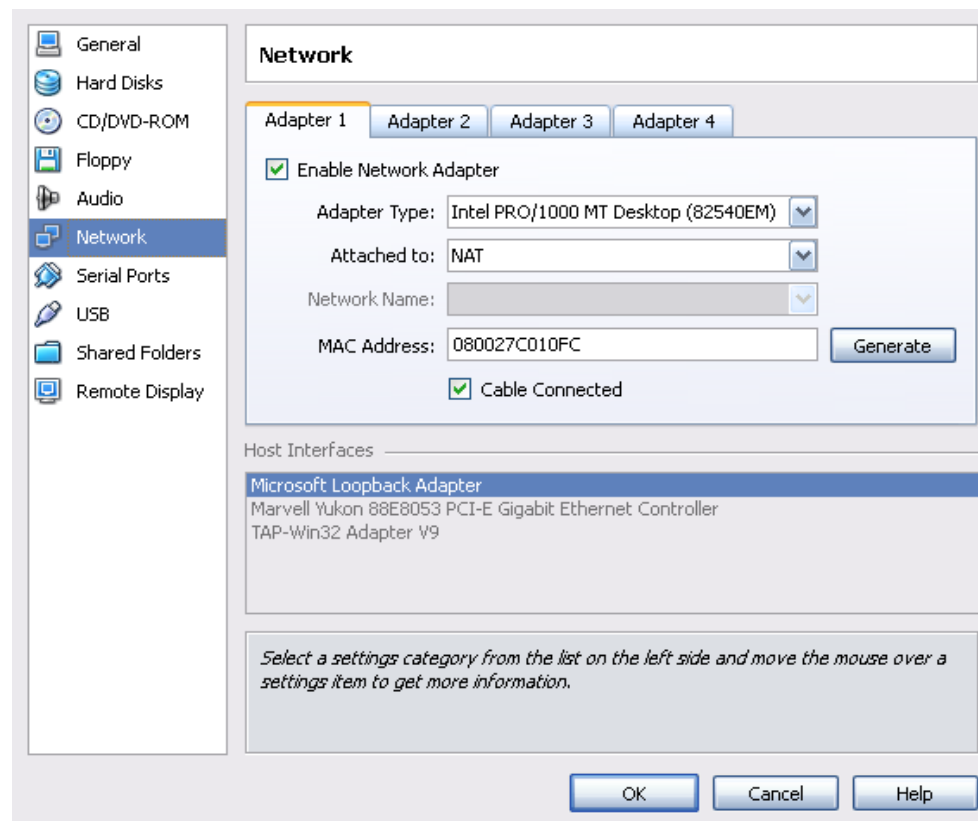 General
Hard Disks
CD/DVD-ROM
Floppy
Audio
Network
Serial Ports
USB
Shared Folders
Remote Display
Network
Adapter 1 Adapter 2 Adapter 3 Adapter 4
Enable Network Adapter
Adapter Type: Intel PRO/1000 MT Desktop (82540EM)
Attached to: NAT
Network Name:
MAC Address: 080027C010FC Generate
Cable Connected
Host Interfaces
Microsoft Loopback Adapter
Marvell Yukon 88E8053 PCI-E Gigabit Ethernet Controller
TAP-Win32 Adapter V9
Select a settings category from the list on the left side and move the mouse over a
settings item to get more information.
OK Cancel Help